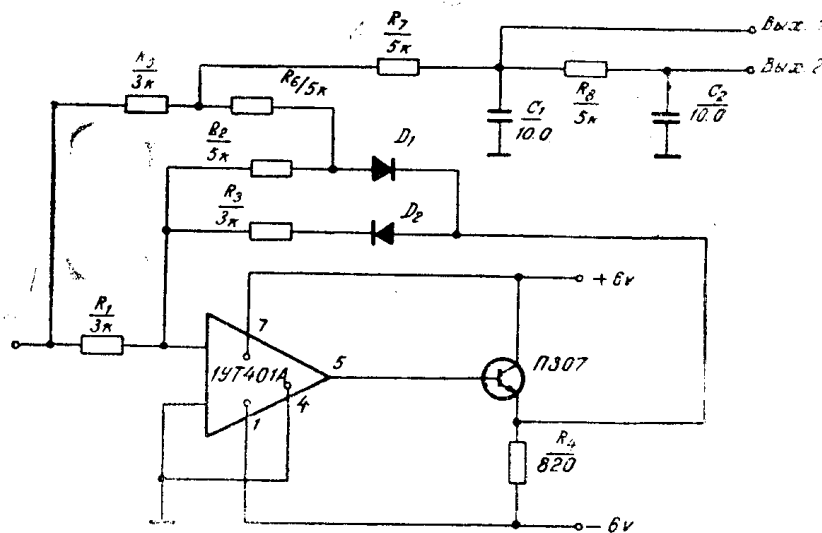 R7
5к
Вых. 1
3к
R6/5к
Вых. 2
R8
5к
C1
10.0
C2
10.0
R2
5к
D1
R3
3к
D2
+6v
R1
3к
7
1УТ401А
5
4
1
П307
R4
820
−6v